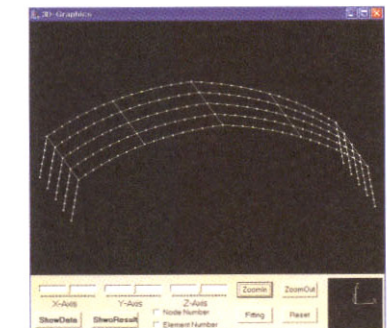 3D-Graphics
ZoomIn
ZoomOut
X-Axis
Y-Axis
Z-Axis
ShowData
ShwoResult
Node Number
Element Number
Fitting
Reset